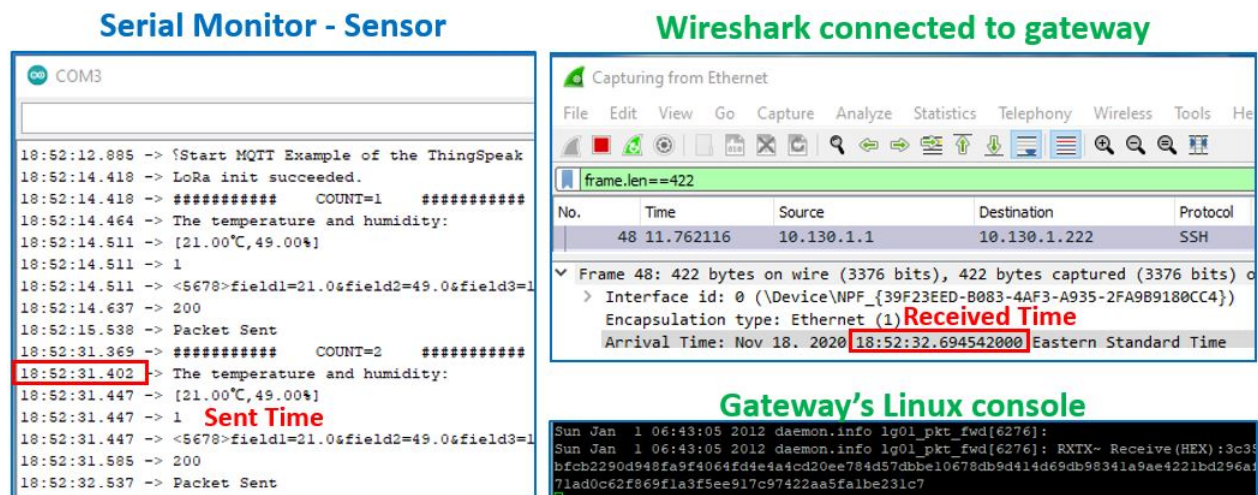 Serial Monitor - Sensor
COM3
18:52:12.885 -> Start MQTT Example of the ThingSpeak
18:52:14.418 -> LoRa init succeeded.
18:52:14.418 -> ########### COUNT=1 ###########
18:52:14.464 -> The temperature and humidity:
18:52:14.511 -> [21.00℃,49.00%]
18:52:14.511 -> 1
18:52:14.511 -> <5678>field1=21.0&field2=49.0&field3=1
18:52:14.637 -> 200
18:52:15.538 -> Packet Sent
18:52:31.369 -> ########### COUNT=2 ###########
18:52:31.402 -> The temperature and humidity:
18:52:31.447 -> [21.00℃,49.00%]
18:52:31.447 -> 1
Sent Time
18:52:31.447 -> <5678>field1=21.0&field2=49.0&field3=1
18:52:31.585 -> 200
18:52:32.537 -> Packet Sent
Wireshark connected to gateway
Capturing from Ethernet
File Edit View Go Capture Analyze Statistics Telephony Wireless Tools He
frame.len==422
No. Time Source Destination Protocol
48 11.762116 10.130.1.1 10.130.1.222 SSH
Frame 48: 422 bytes on wire (3376 bits), 422 bytes captured (3376 bits) o
Interface id: 0 (\Device\NPF_{39F23EED-B083-4AF3-A935-2FA9B9180CC4})
Encapsulation type: Ethernet (1)
Received Time
Arrival Time: Nov 18, 2020 18:52:32.694542000 Eastern Standard Time
Gateway's Linux console
Sun Jan 1 06:43:05 2012 daemon.info lg01_pkt_fwd[6276]:
Sun Jan 1 06:43:05 2012 daemon.info lg01_pkt_fwd[6276]: RXTX~ Receive(HEX):3c35
bfcb2290d948fa9f4064fd4e4a4cd20ee784d57dbbe10678db9d414d69db98341a9ae4221bd296af
71ad0c62f869f1a3f5ee917c97422aa5fa1be231c7